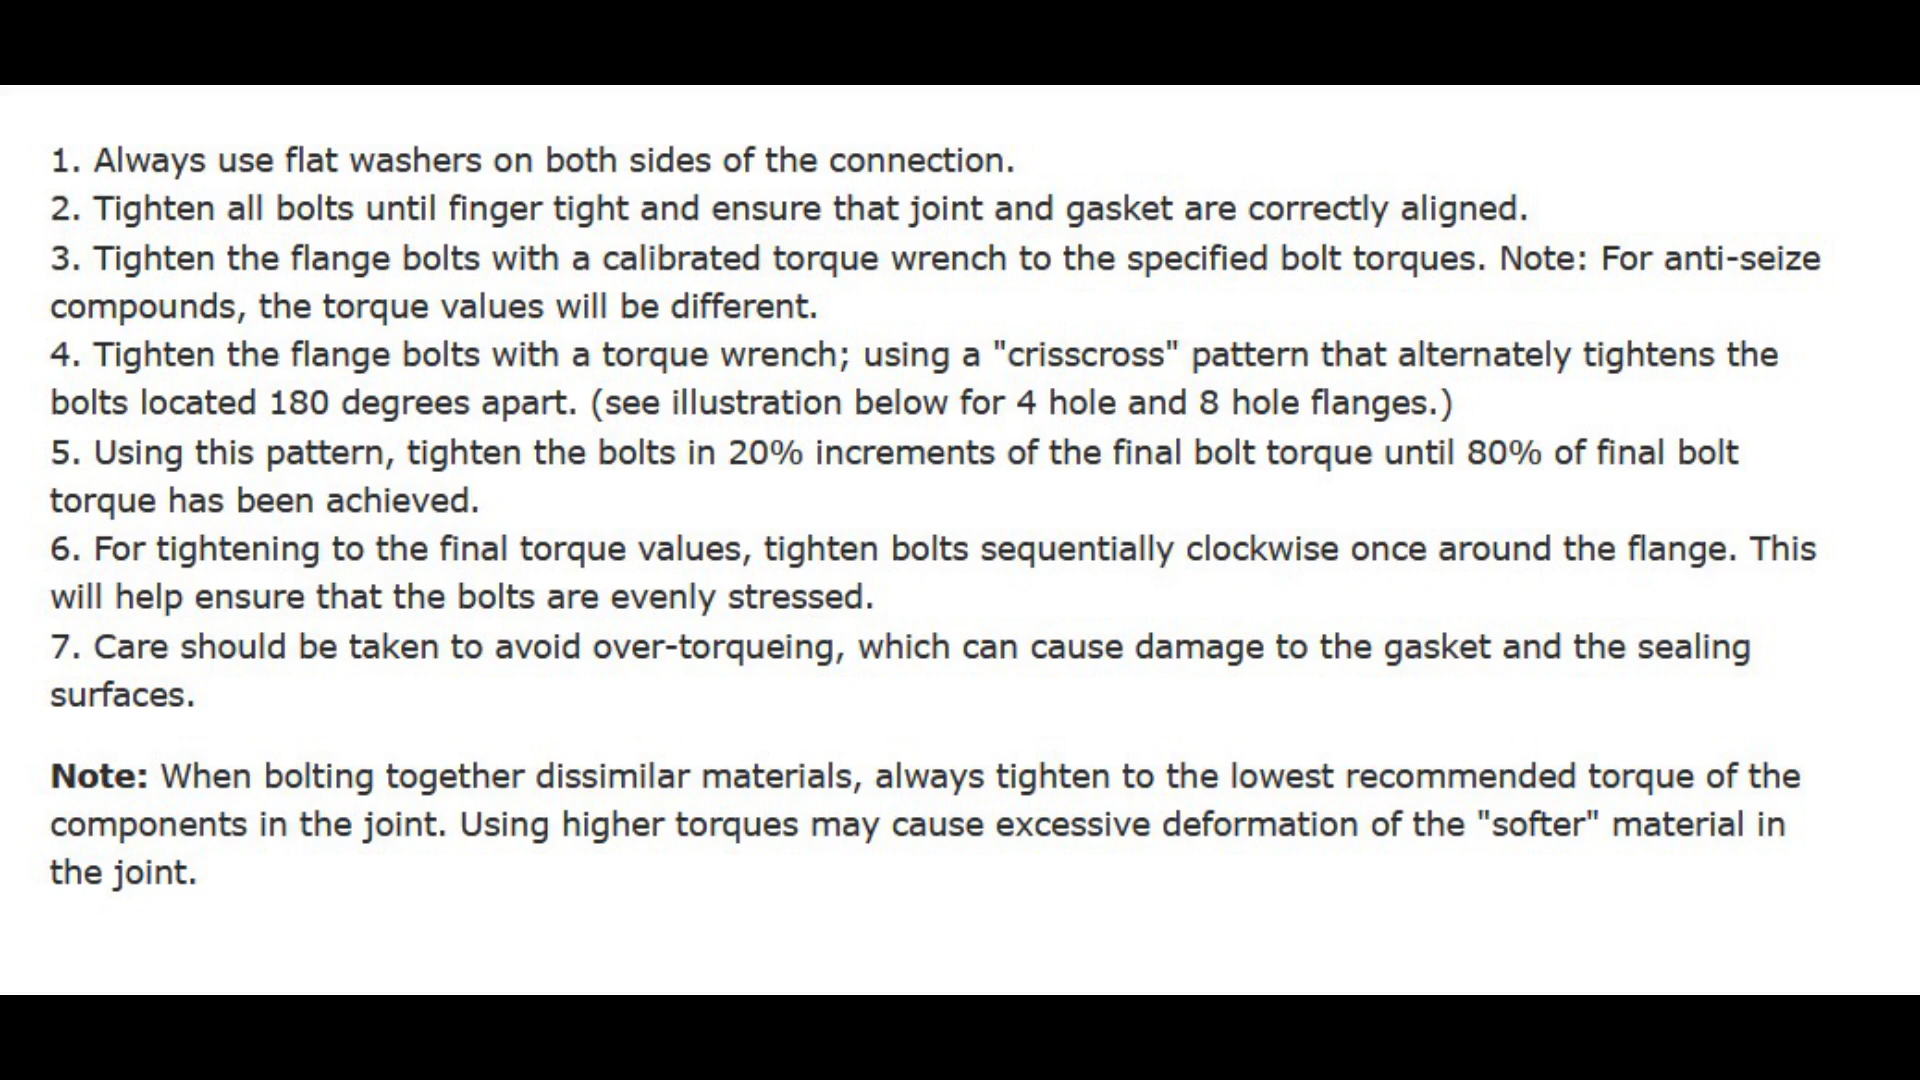 1. Always use flat washers on both sides of the connection.
2. Tighten all bolts until finger tight and ensure that joint and gasket are correctly aligned.
3. Tighten the flange bolts with a calibrated torque wrench to the specified bolt torques. Note: For anti-seize
compounds, the torque values will be different.
4. Tighten the flange bolts with a torque wrench; using a "crisscross" pattern that alternately tightens the
bolts located 180 degrees apart. (see illustration below for 4 hole and 8 hole flanges.)
5. Using this pattern, tighten the bolts in 20% increments of the final bolt torque until 80% of final bolt
torque has been achieved.
6. For tightening to the final torque values, tighten bolts sequentially clockwise once around the flange. This
will help ensure that the bolts are evenly stressed.
7. Care should be taken to avoid over-torqueing, which can cause damage to the gasket and the sealing
surfaces.
Note: When bolting together dissimilar materials, always tighten to the lowest recommended torque of the
components in the joint. Using higher torques may cause excessive deformation of the "softer" material in
the joint.